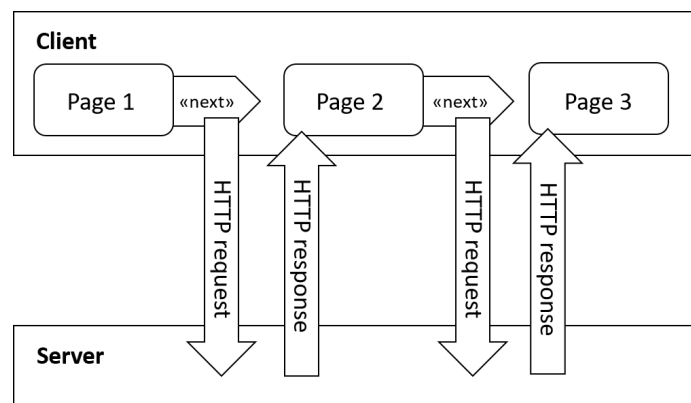 Client
Page 1
«next»
Page 2
«next»
Page 3
HTTP request
HTTP response
HTTP request
HTTP response
Server